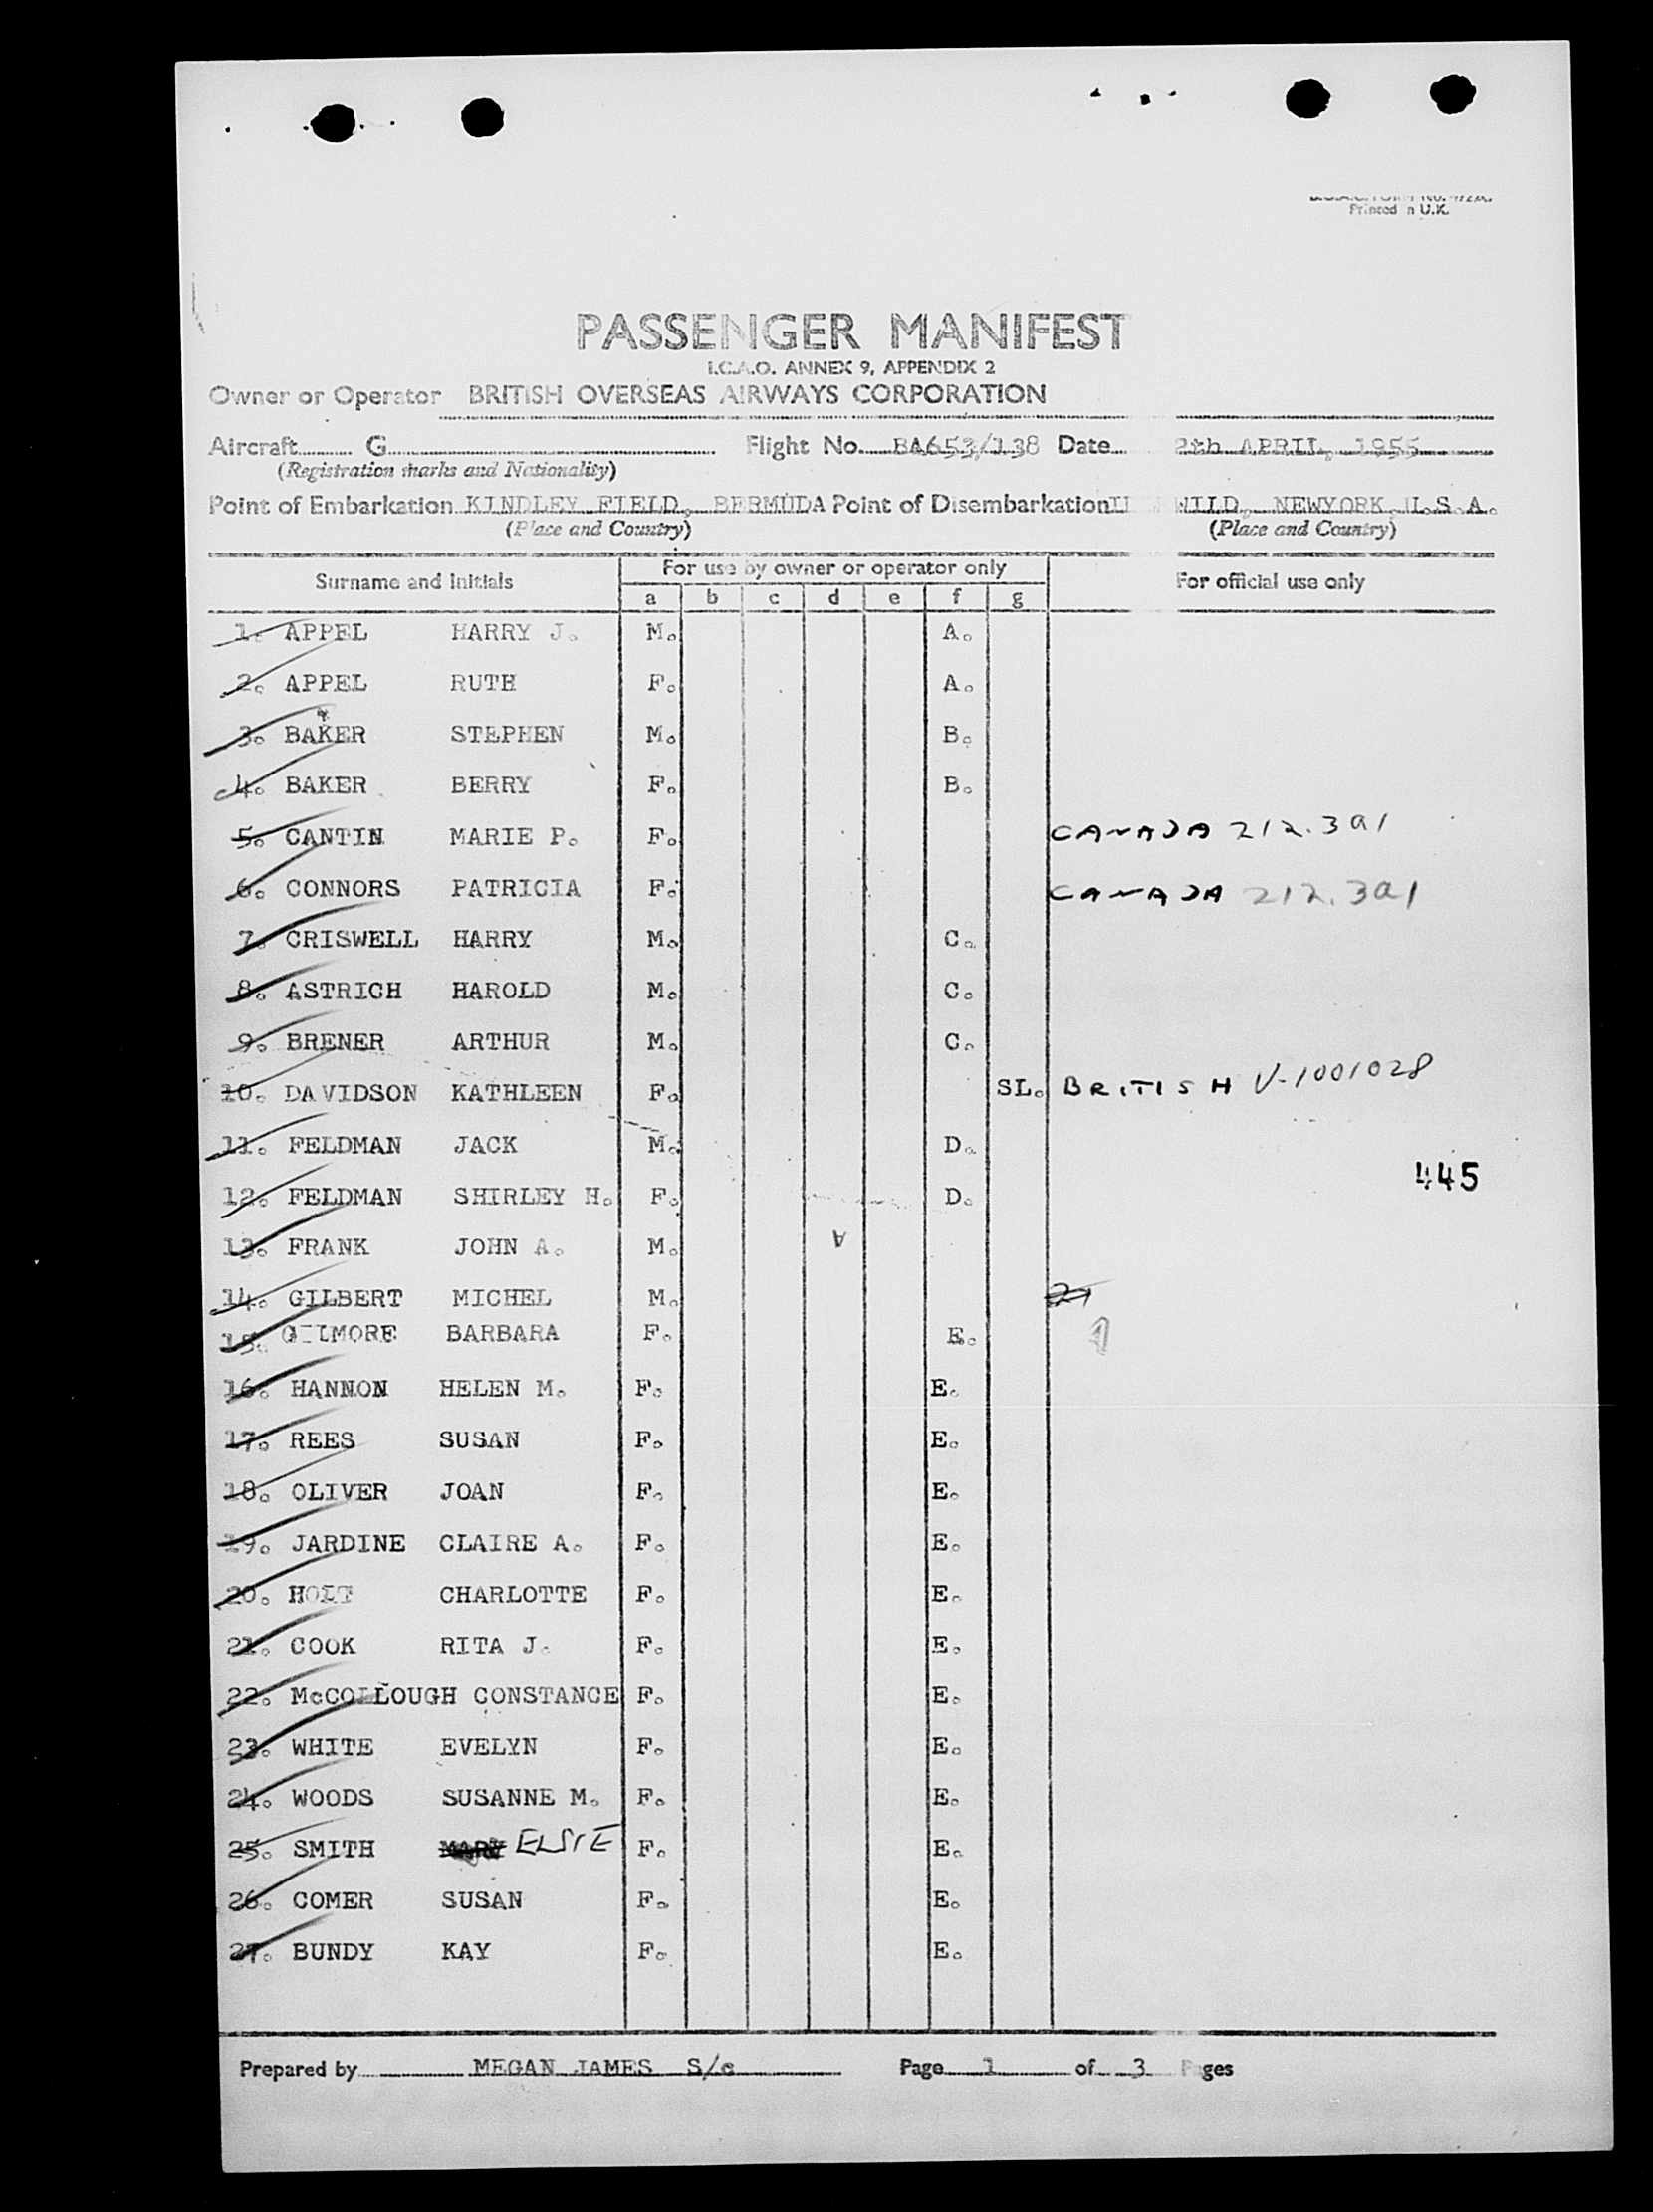 Printed n U.K.
PASSENGER MANIFEST
I.C.A.O. ANNEX 9, APPENDIX 2
Owner or Operator BRITISH OVERSEAS AIRWAYS CORPORATION
Aircraft G Flight No. BA653/138 Date 2th APRIL, 1955
(Registration marks and Nationality)
Point of Embarkation KINDLEY FIELD, BERMUDA Point of Disembarkation WILD, NEWYORK, U.S.A.
(Place and Country) (Place and Country)
Surname and initials For use by owner or operator only For official use only
a b c d e f g
1. APPEL HARRY J. M. A.
2. APPEL RUTH F. A.
3. BAKER STEPHEN M. B.
4. BAKER BERRY F. B.
5. CANTIN MARIE P. F. CANADA 212.3a1
6. CONNORS PATRICIA F. CANADA 212.3a1
7. CRISWELL HARRY M. C.
8. ASTRICH HAROLD M. C.
9. BRENER ARTHUR M. C.
10. DAVIDSON KATHLEEN F. SL. BRITISH V-1001028
11. FELDMAN JACK M. D.
445
12. FELDMAN SHIRLEY H. F. D.
13. FRANK JOHN A. M.
14. GILBERT MICHEL M.
15. GILMORE BARBARA F. E.
16. HANNON HELEN M. F. E.
17. REES SUSAN F. E.
18. OLIVER JOAN F. E.
19. JARDINE CLAIRE A. F. E.
20. HOLT CHARLOTTE F. E.
21. COOK RITA J. F. E.
22. McCOLLOUGH CONSTANCE F. E.
23. WHITE EVELYN F. E.
24. WOODS SUSANNE M. F. E.
25. SMITH MARY ELSIE F. E.
26. COMER SUSAN F. E.
27. BUNDY KAY F. E.
Prepared by MEGAN JAMES S/c Page 1 of 3 Pages